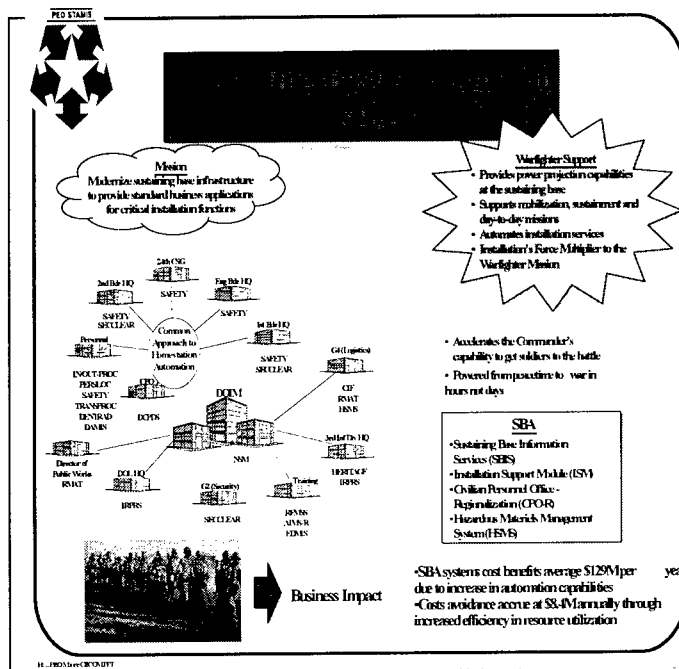 PEO STAMIS
Mission
Modernize sustaining base infrastructure
to provide standard business applications
for critical installation functions
Warfighter Support
• Provides power projection capabilities
at the sustaining base
• Supports mobilization, sustainment and
day-to-day missions
• Automates installation services
• Installation's Force Multiplier to the
Warfighter Mission
24th CSG
SAFETY
2nd Bde HQ
SAFETY
SECCLEAR
Eng Bde HQ
SAFETY
Common
Approach to
Homestation
Automation
1st Bde HQ
SAFETY
SECCLEAR
Personnel
INOUT-PROC
PERSLOC
SAFETY
TRANSPROC
DENTRAD
DAMIS
CPO
DCPDS
DOIM
NSM
G4 (Logistics)
CIF
RMAT
HSMS
3rd Inf Div HQ
HERITAGE
IRPRS
Director of
Public Works
RMAT
DOL HQ
IRPRS
G2 (Security)
SECCLEAR
Training
RFMSS
EDMIS
• Accelerates the Commander's
capability to get soldiers to the battle
• Powered from peacetime to war in
hours not days
SBA
• Sustaining Base Information
Services (SBIS)
• Installation Support Module (ISM)
• Civilian Personnel Office -
Regionalization (CPO-R)
• Hazardous Materiels Management
System (HSMS)
Business Impact
•SBA systems cost benefits average $129M per year
due to increase in automation capabilities
•Costs avoidance accrue at $8.4M annually through
increased efficiency in resource utilization